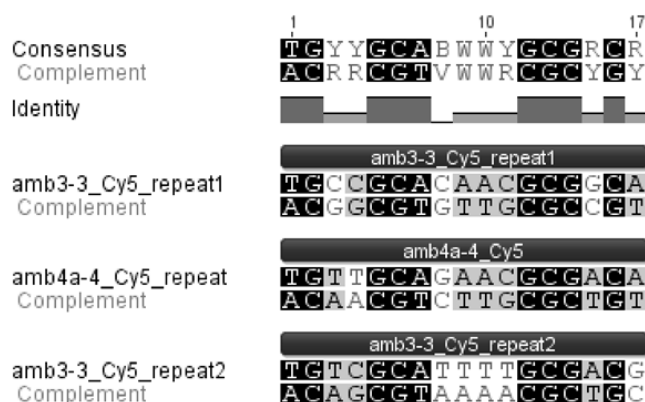 1 10 17
Consensus TGYYGCABWWYGCGRCR
Complement ACRRCGTVWWRCGCYGY
Identity
amb3-3_Cy5_repeat1
amb3-3_Cy5_repeat1 TGCCGCACAACGCGGCA
Complement ACGGCGTGTTGCGCCGT
amb4a-4_Cy5
amb4a-4_Cy5_repeat TGTTGCAGAACGCGACA
Complement ACAACGTCTTGCGCTGT
amb3-3_Cy5_repeat2
amb3-3_Cy5_repeat2 TGTCGCATTTTGCGACG
Complement ACAGCGTAAAACGCTGC